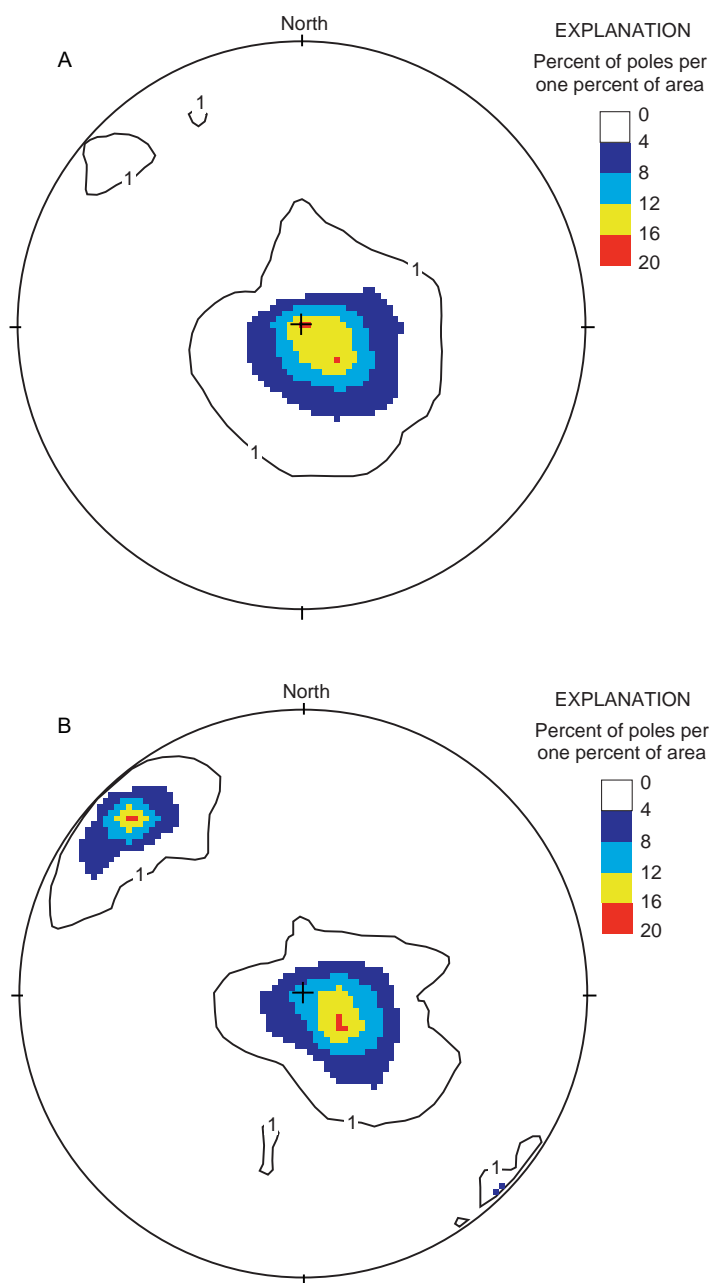 North
A
EXPLANATION
Percent of poles per
one percent of area
0
4
8
12
16
20
1
1
1
1
North
B
EXPLANATION
Percent of poles per
one percent of area
0
4
8
12
16
20
1
1
1
1